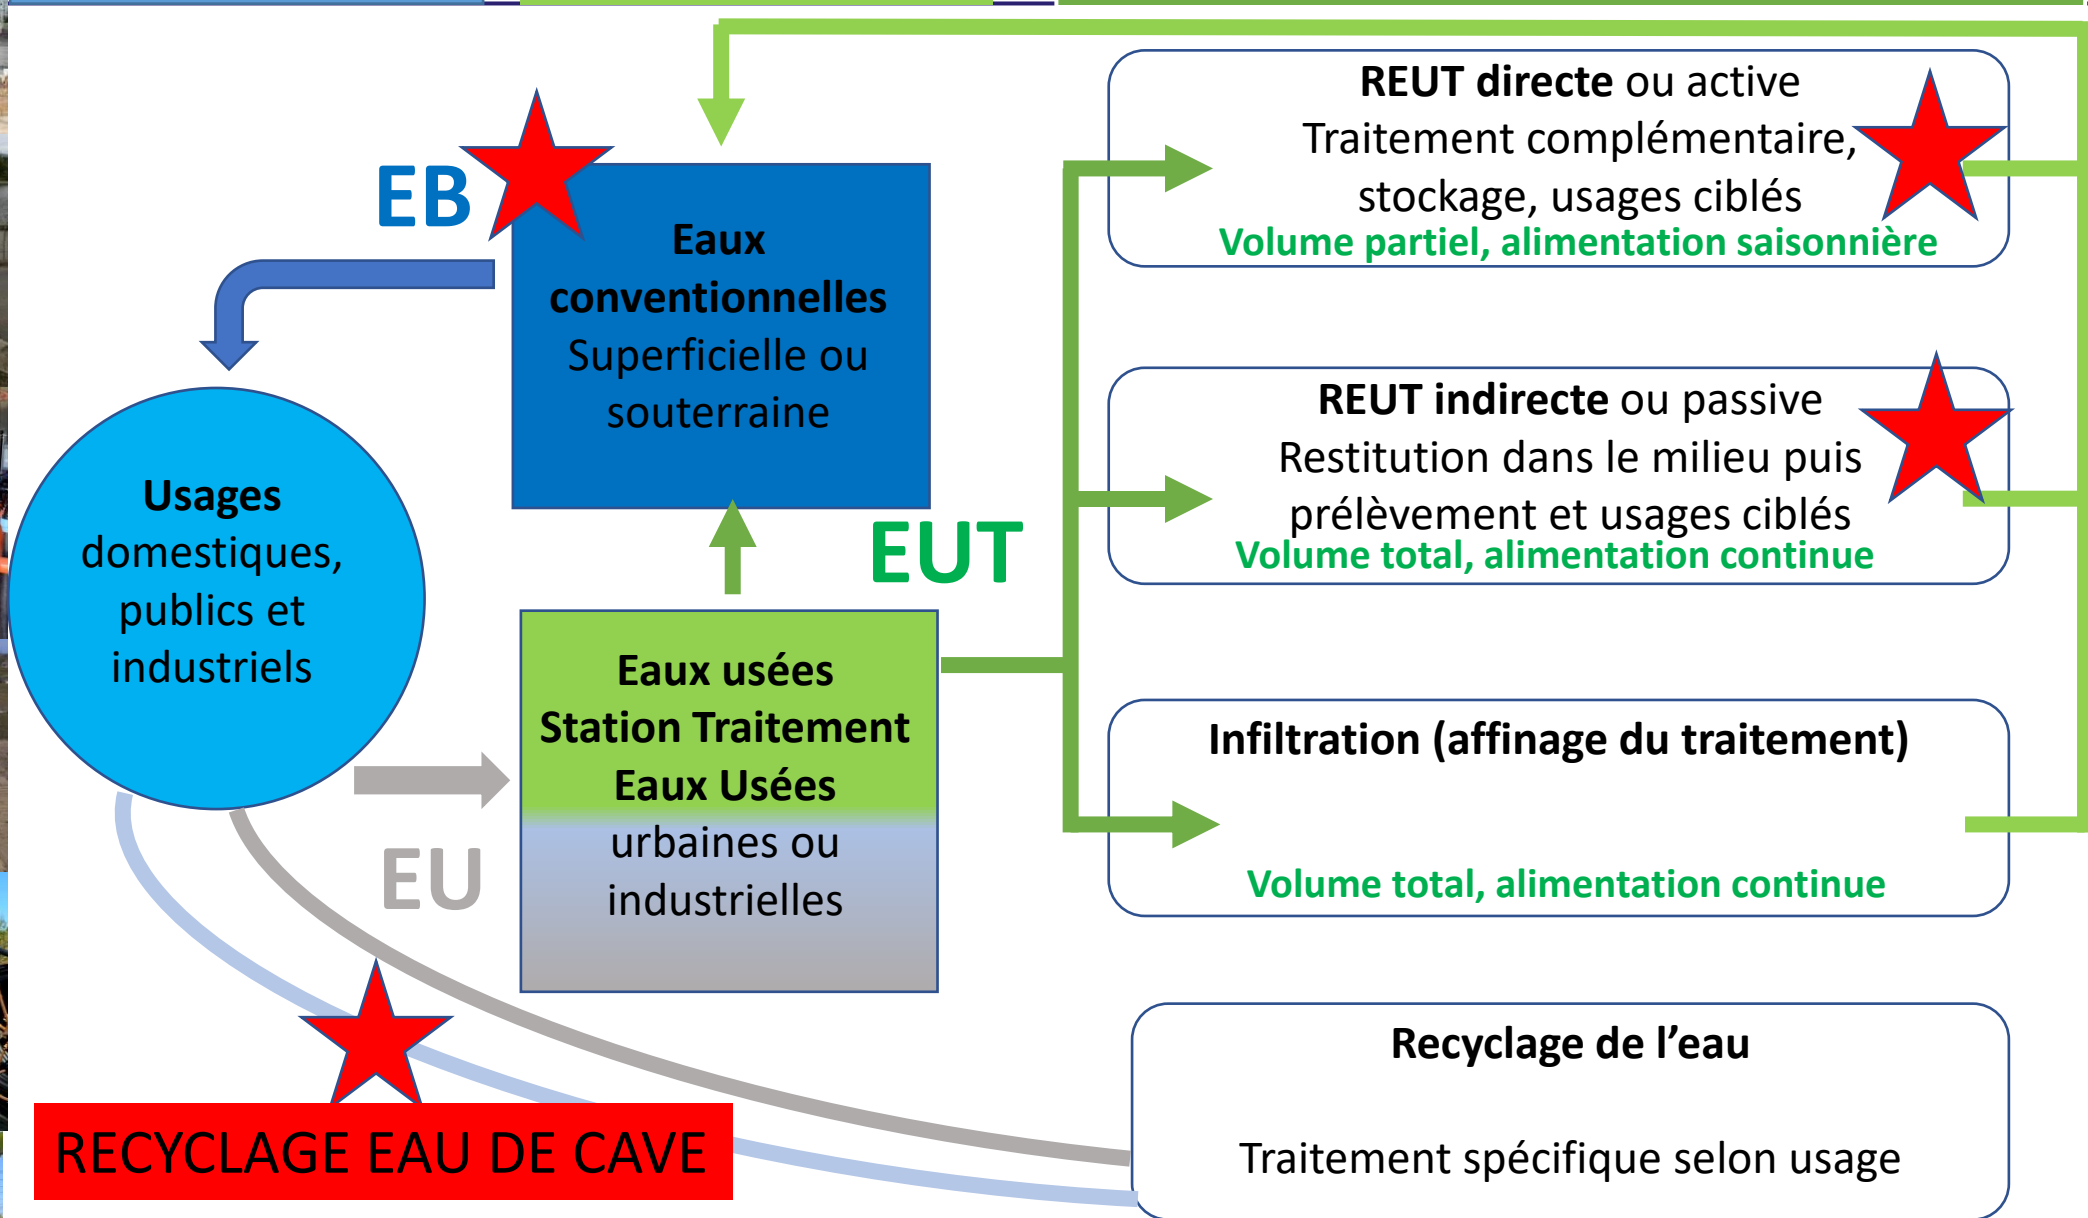 EB
Eaux
conventionnelles
Superficielle ou
souterraine
Usages
domestiques,
publics et
industriels
EU
Eaux usées
Station Traitement
Eaux Usées
urbaines ou
industrielles
EUT
REUT directe ou active
Traitement complémentaire,
stockage, usages ciblés
Volume partiel, alimentation saisonnière
REUT indirecte ou passive
Restitution dans le milieu puis
prélèvement et usages ciblés
Volume total, alimentation continue
Infiltration (affinage du traitement)
Volume total, alimentation continue
Recyclage de l’eau
Traitement spécifique selon usage
RECYCLAGE EAU DE CAVE